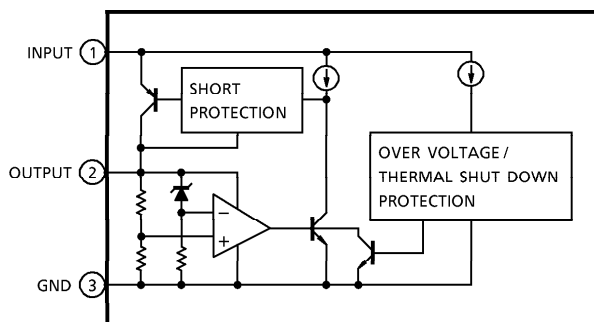 INPUT 1
SHORT
PROTECTION
OVER VOLTAGE /
THERMAL SHUT DOWN
PROTECTION
OUTPUT 2
−
+
GND 3